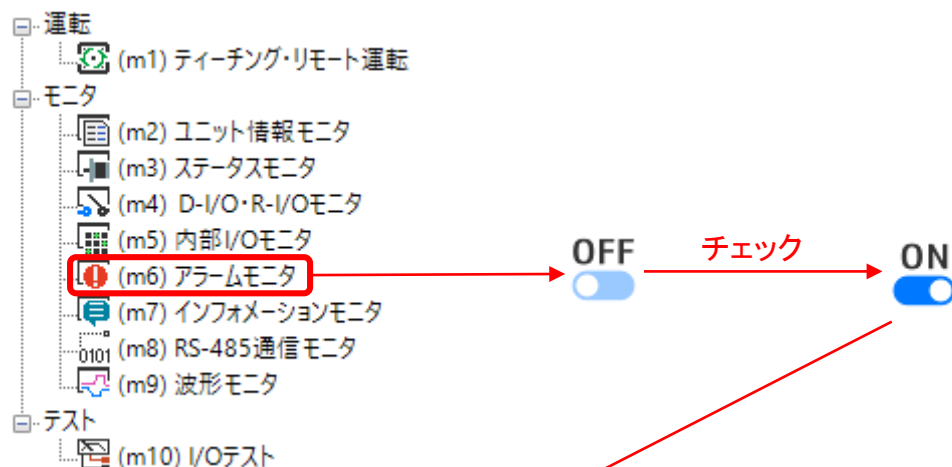 運転
(m1) ティーチング・リモート運転
モニタ
(m2) ユニット情報モニタ
(m3) ステータスモニタ
(m4) D-I/O・R-I/Oモニタ
(m5) 内部I/Oモニタ
(m6) アラームモニタ
OFF
チェック
ON
(m7) インフォメーションモニタ
0101
(m8) RS-485通信モニタ
(m9) 波形モニタ
テスト
(m10) I/Oテスト